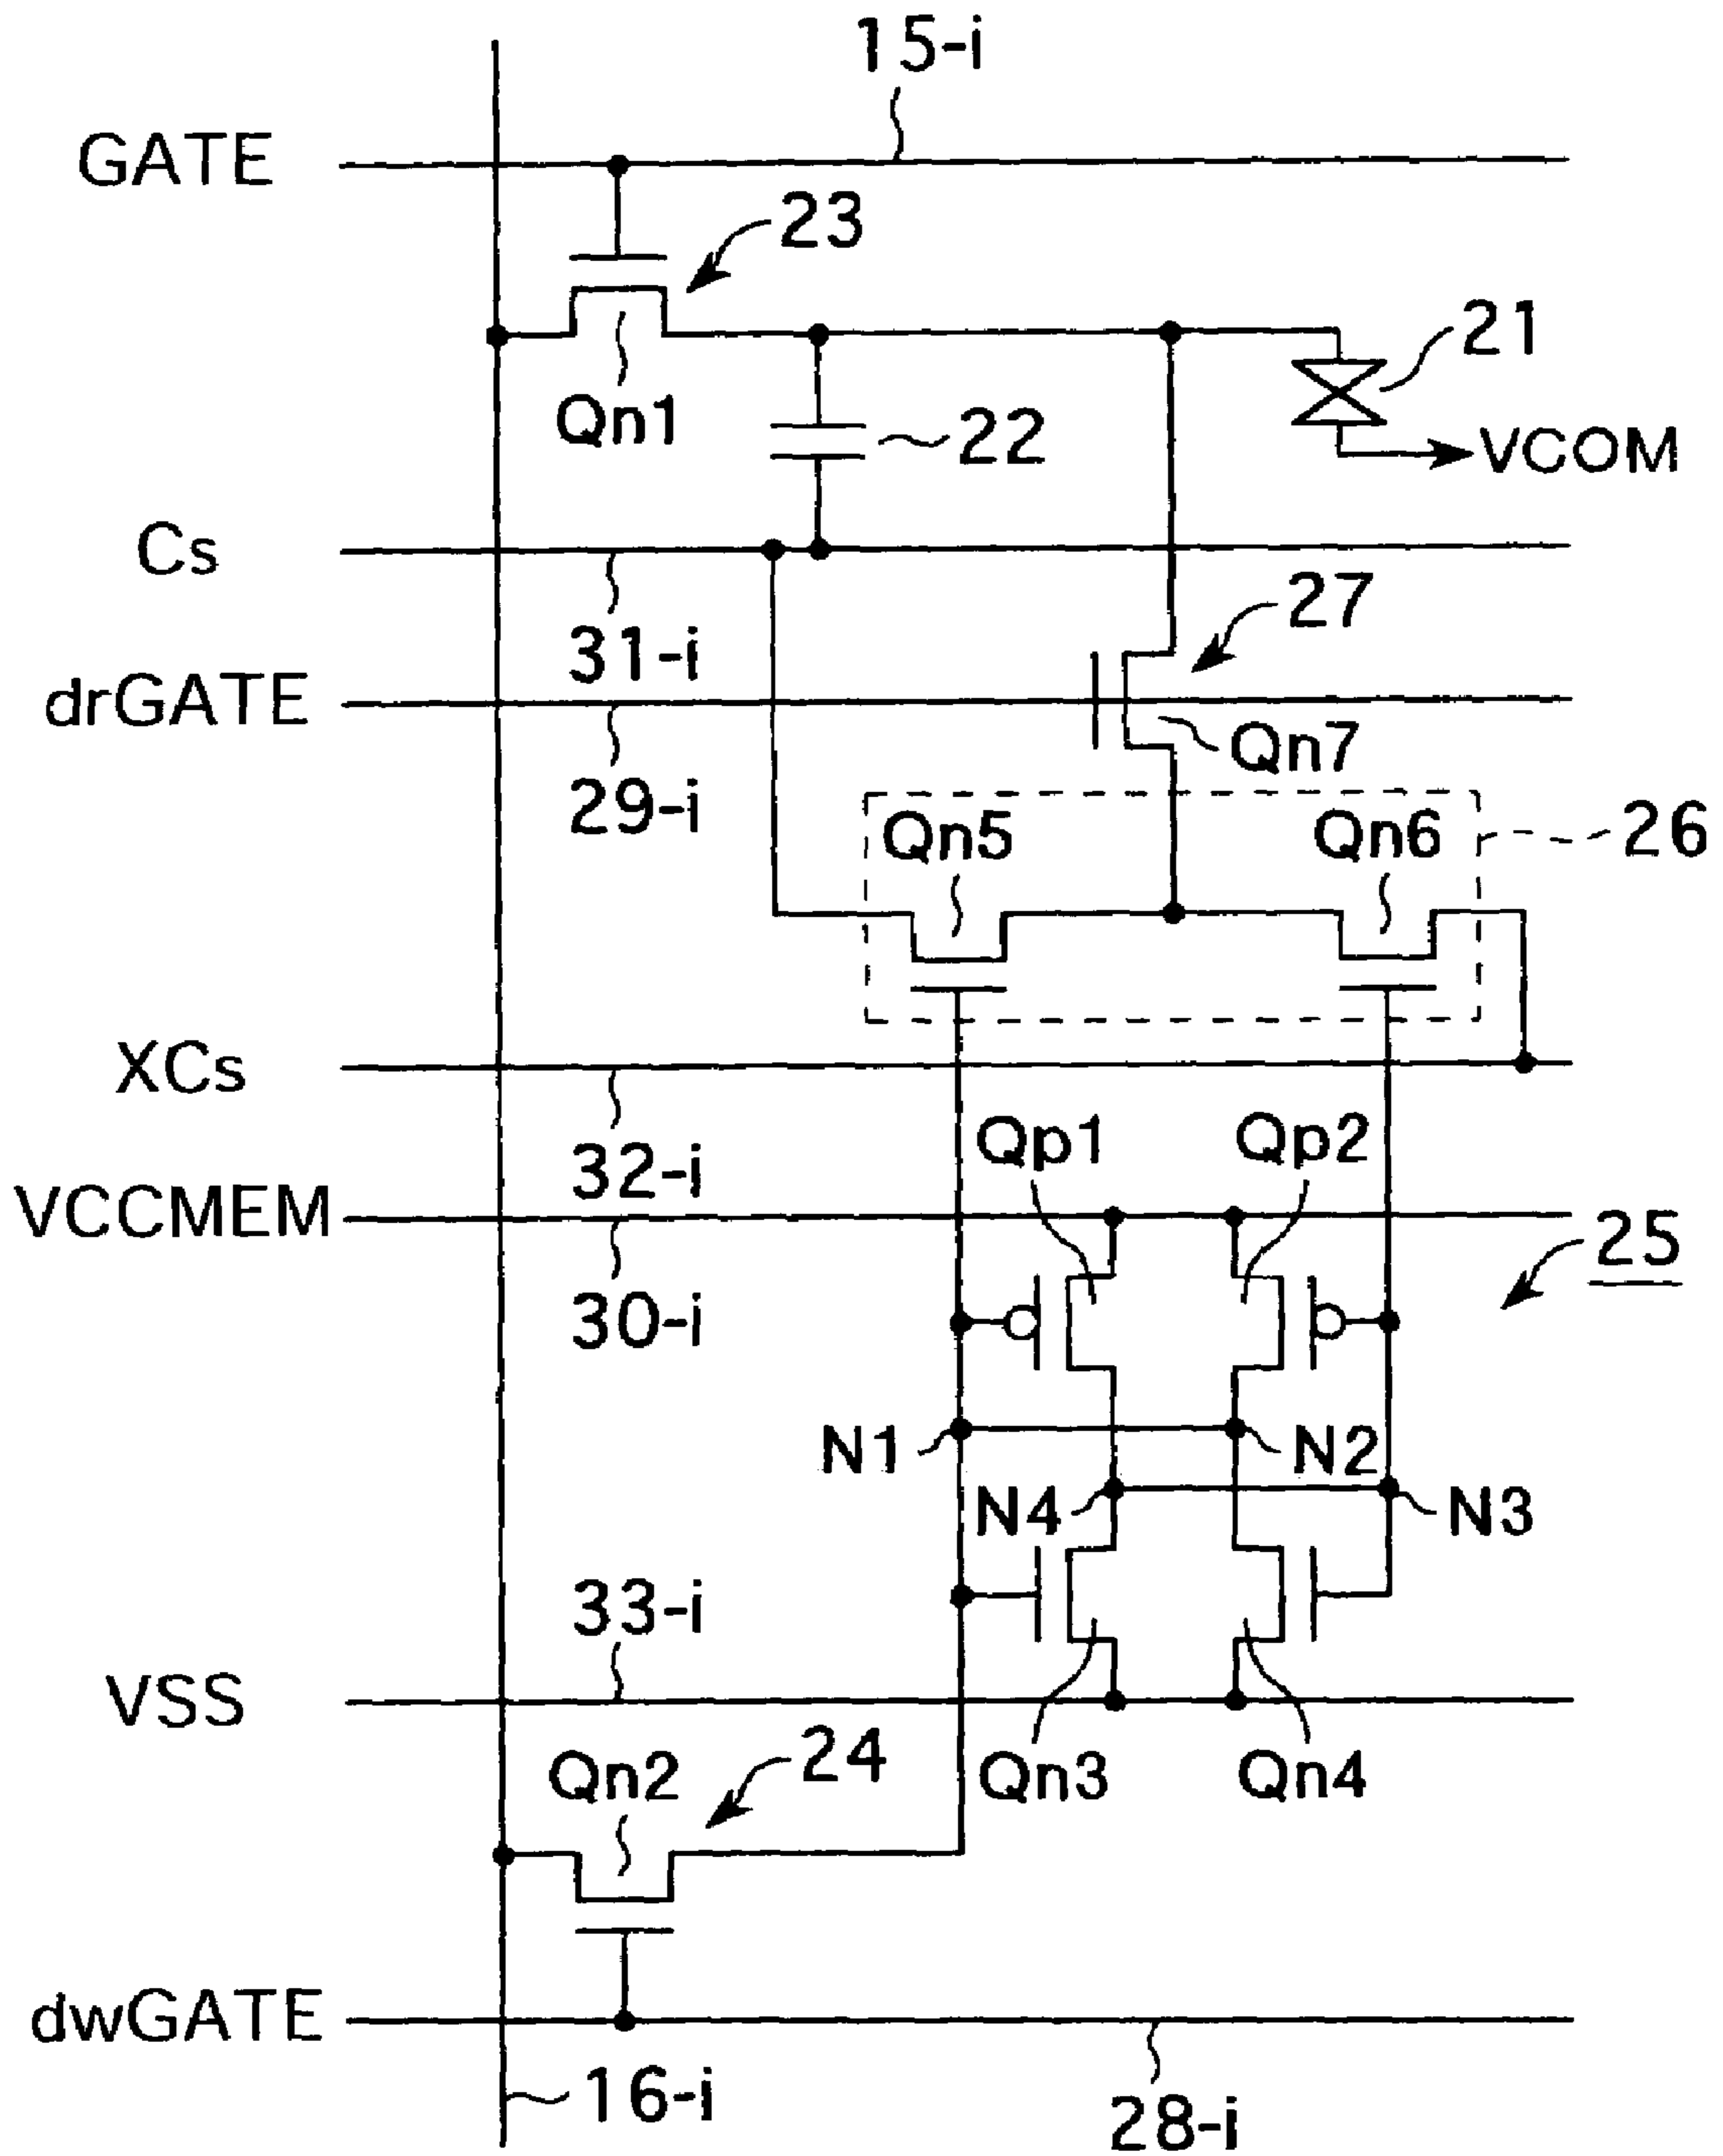 15-i
GATE
23
21
Qn1
22
VCOM
Cs
27
31-i
drGATE
Qn7
29-i
Qn5
Qn6
26
XCs
Qp1
Qp2
32-i
VCCMEM
25
30-i
N1
N2
N4
N3
33-i
VSS
24
Qn2
Qn3
Qn4
dwGATE
16-i
28-i